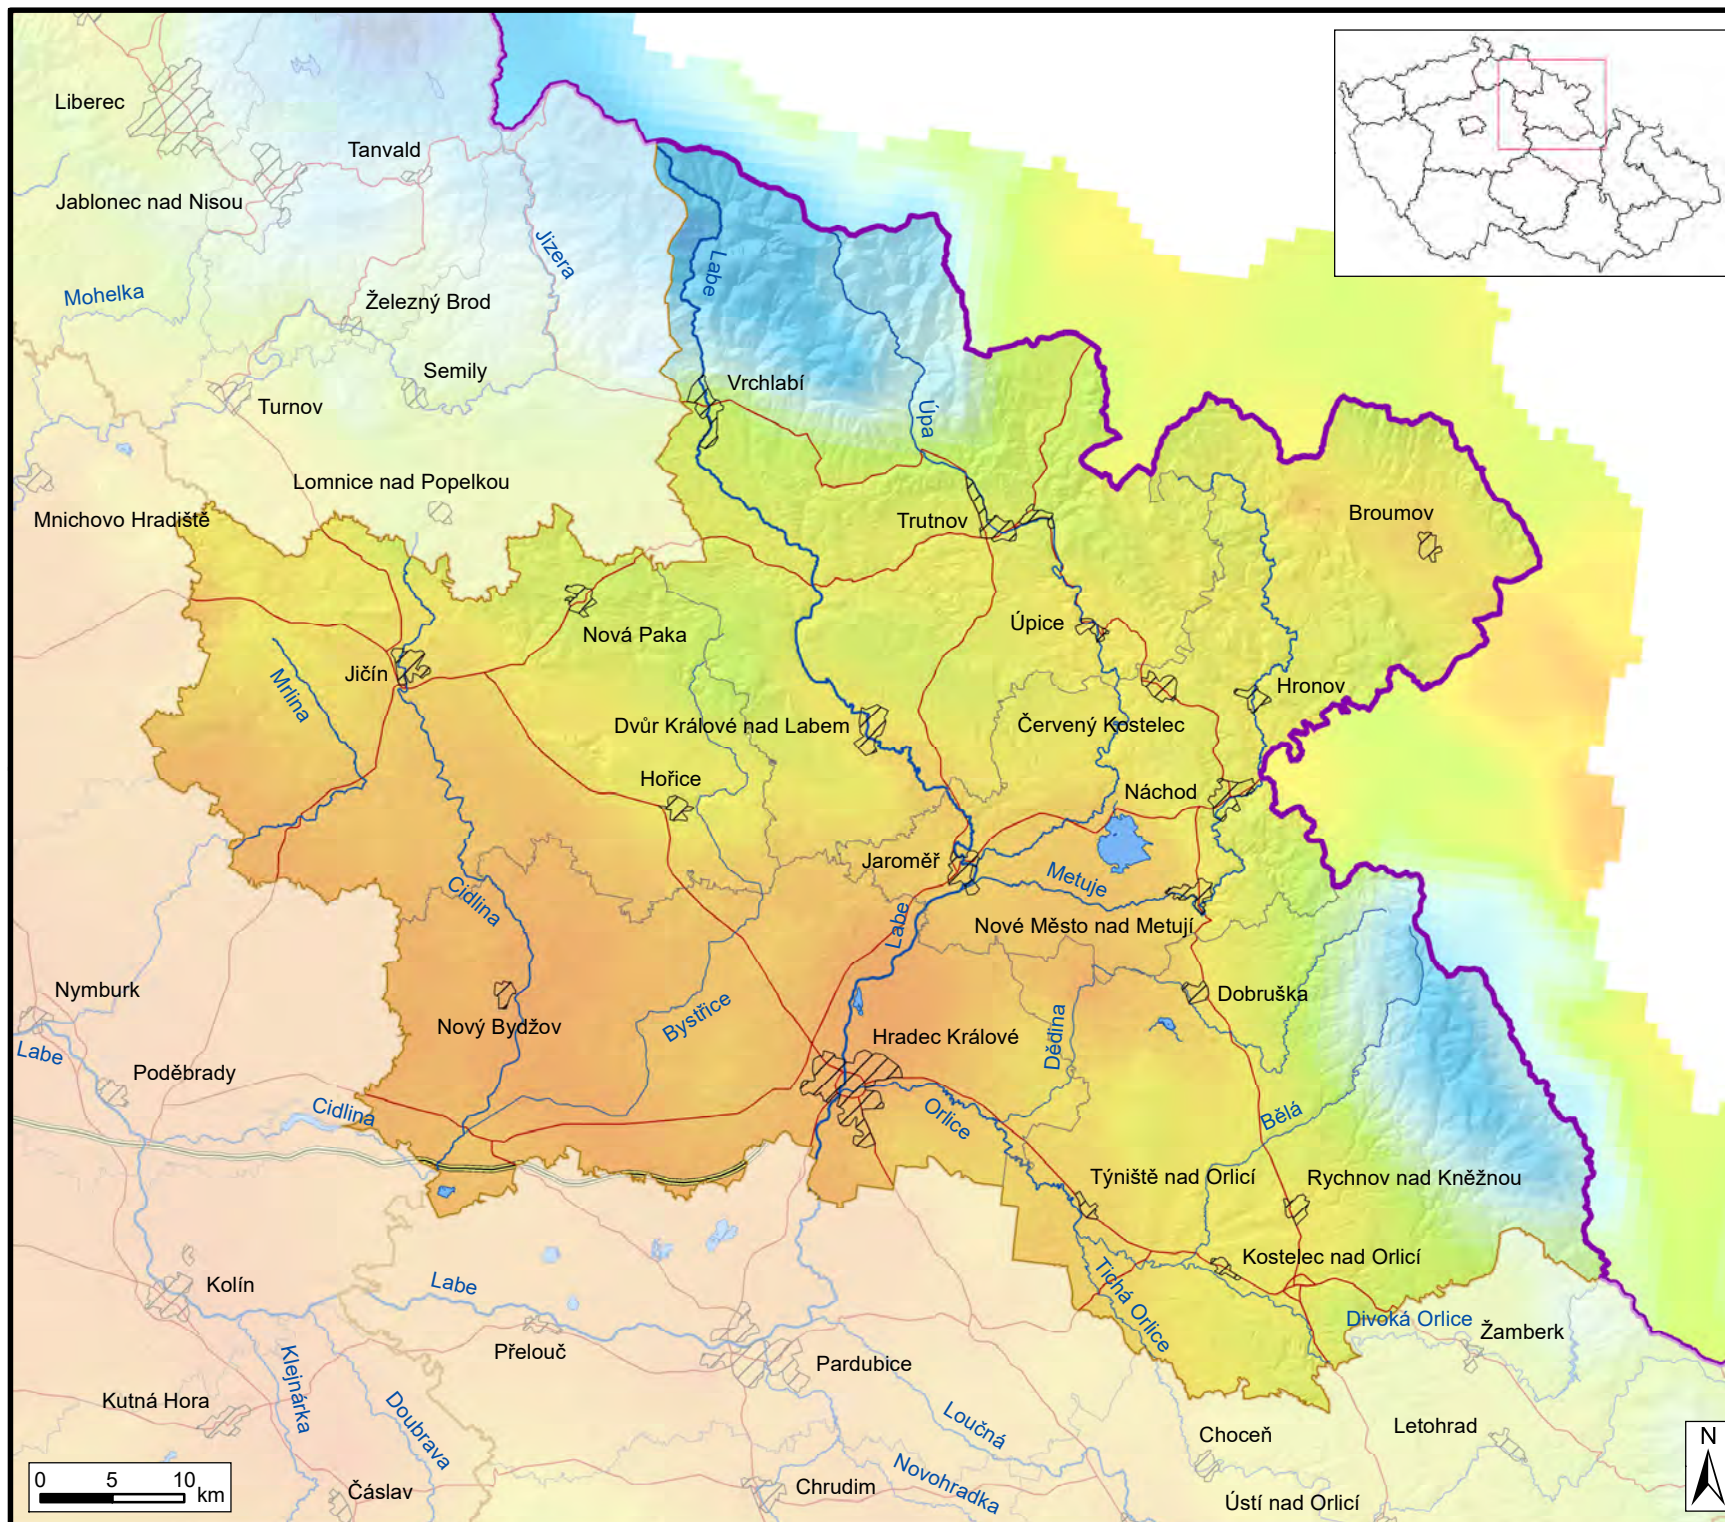 Liberec
Tanvald
Jablonec nad Nisou
Jizera
Labe
Mohelka
Železný Brod
Semily
Vrchlabí
Turnov
Úpa
Lomnice nad Popelkou
Mnichovo Hradiště
Trutnov
Broumov
Nová Paka
Úpice
Jičín
Mrlina
Hronov
Dvůr Králové nad Labem
Červený Kostelec
Hořice
Náchod
Jaroměř
Metuje
Cidlina
Labe
Nové Město nad Metují
Nymburk
Nový Bydžov
Bystřice
Dobruška
Hradec Králové
Dědina
Labe
Poděbrady
Cidlina
Orlice
Bělá
Týniště nad Orlicí
Rychnov nad Kněžnou
Kolín
Labe
Kostelec nad Orlicí
Tichá Orlice
Divoká Orlice
Žamberk
Přelouč
Pardubice
Klejnárka
Kutná Hora
Doubrava
Loučná
Choceň
Letohrad
N
0 5 10
km
Čáslav
Chrudim
Novohradka
Ústí nad Orlicí